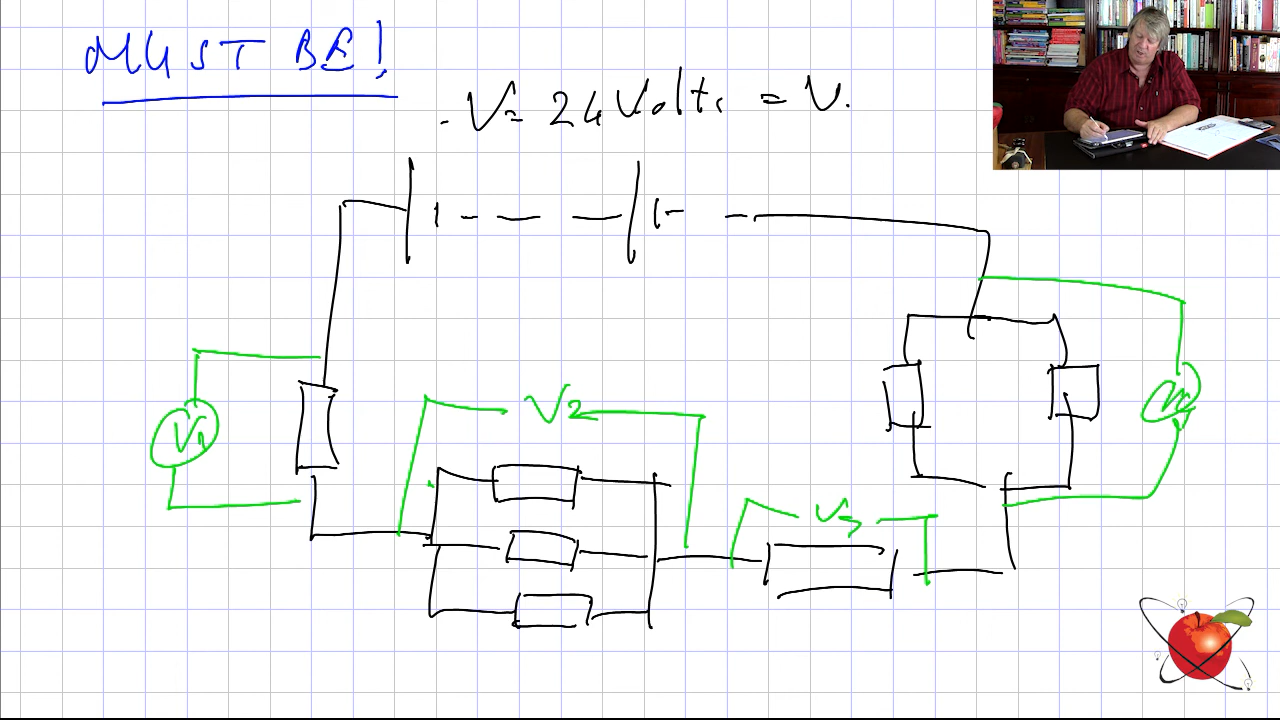 MUST BE!
V = 24 Volts = V.
V1
V2
V3